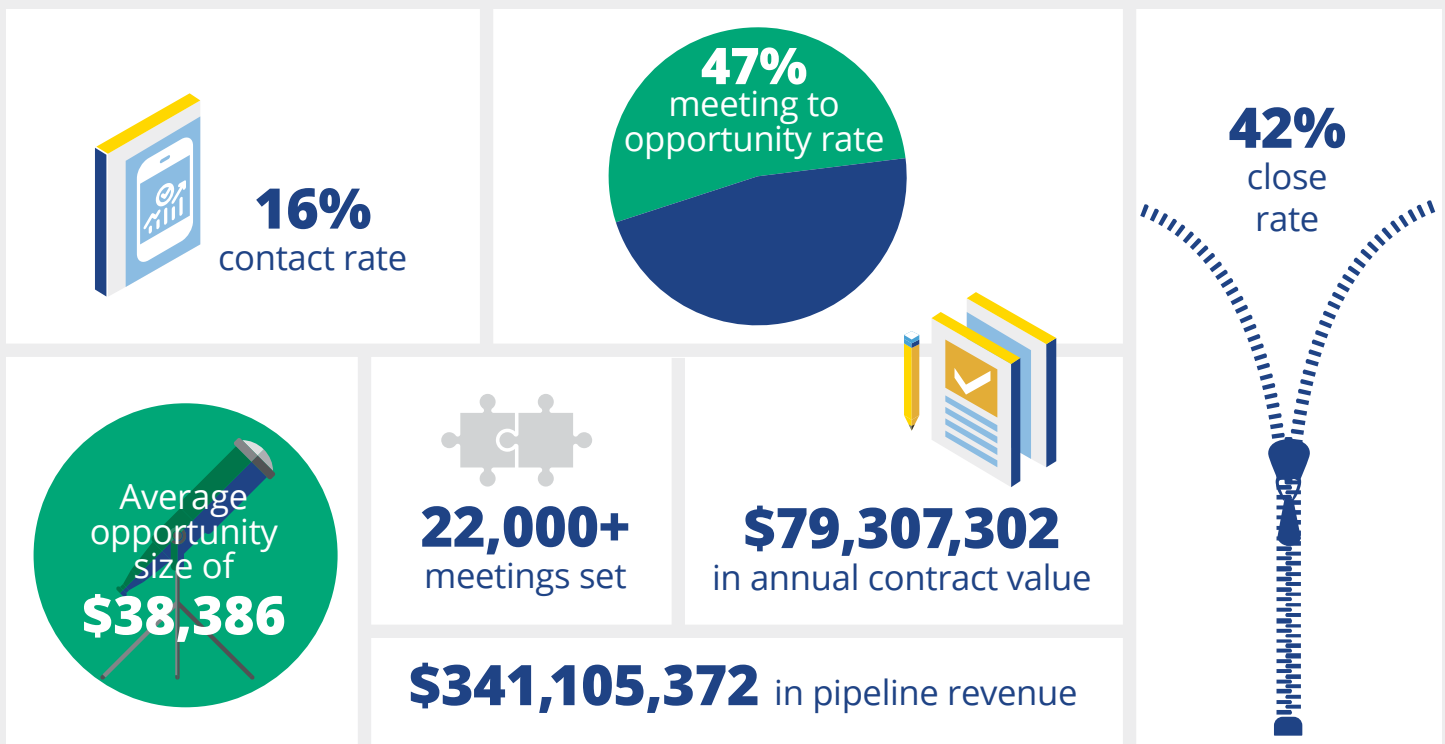 16%
contact rate
47%
meeting to
opportunity rate
42%
close
rate
Average
opportunity
size of
$38,386
22,000+
meetings set
$79,307,302
in annual contract value
$341,105,372 in pipeline revenue